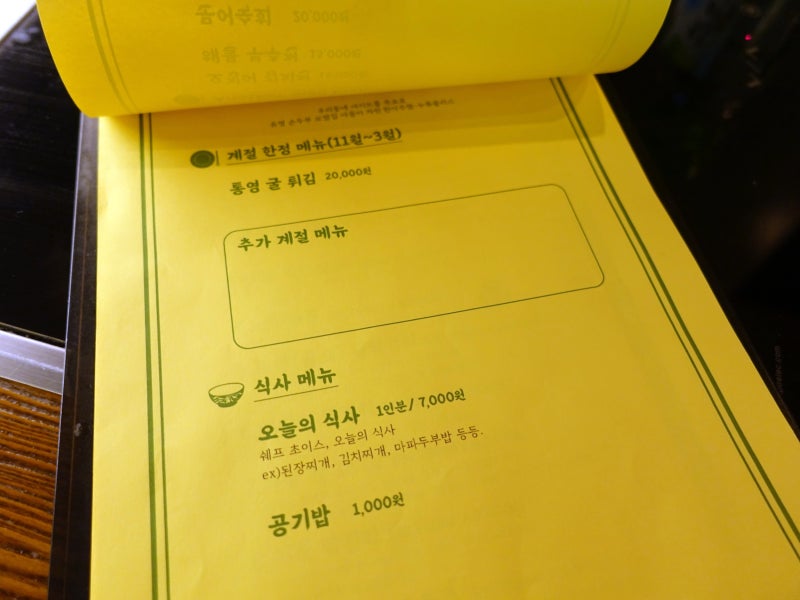 20,000원
계절 한정 메뉴(11월~3월)
통영 굴 튀김 20,000원
추가 계절 메뉴
식사 메뉴
오늘의 식사 1인분/ 7,000원
쉐프 초이스, 오늘의 식사
ex)된장찌개, 김치찌개, 마파두부밥 등등.
공기밥 1,000원